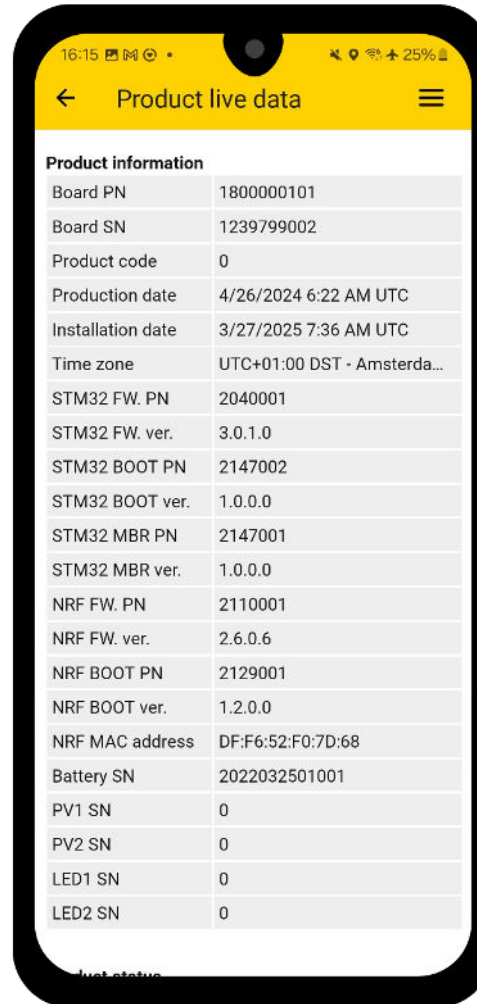 16:15 25%
Product live data
Product information
Board PN 1800000101
Board SN 1239799002
Product code 0
Production date 4/26/2024 6:22 AM UTC
Installation date 3/27/2025 7:36 AM UTC
Time zone UTC+01:00 DST - Amsterda...
STM32 FW. PN 2040001
STM32 FW. ver. 3.0.1.0
STM32 BOOT PN 2147002
STM32 BOOT ver. 1.0.0.0
STM32 MBR PN 2147001
STM32 MBR ver. 1.0.0.0
NRF FW. PN 2110001
NRF FW. ver. 2.6.0.6
NRF BOOT PN 2129001
NRF BOOT ver. 1.2.0.0
NRF MAC address DF:F6:52:F0:7D:68
Battery SN 2022032501001
PV1 SN 0
PV2 SN 0
LED1 SN 0
LED2 SN 0
status